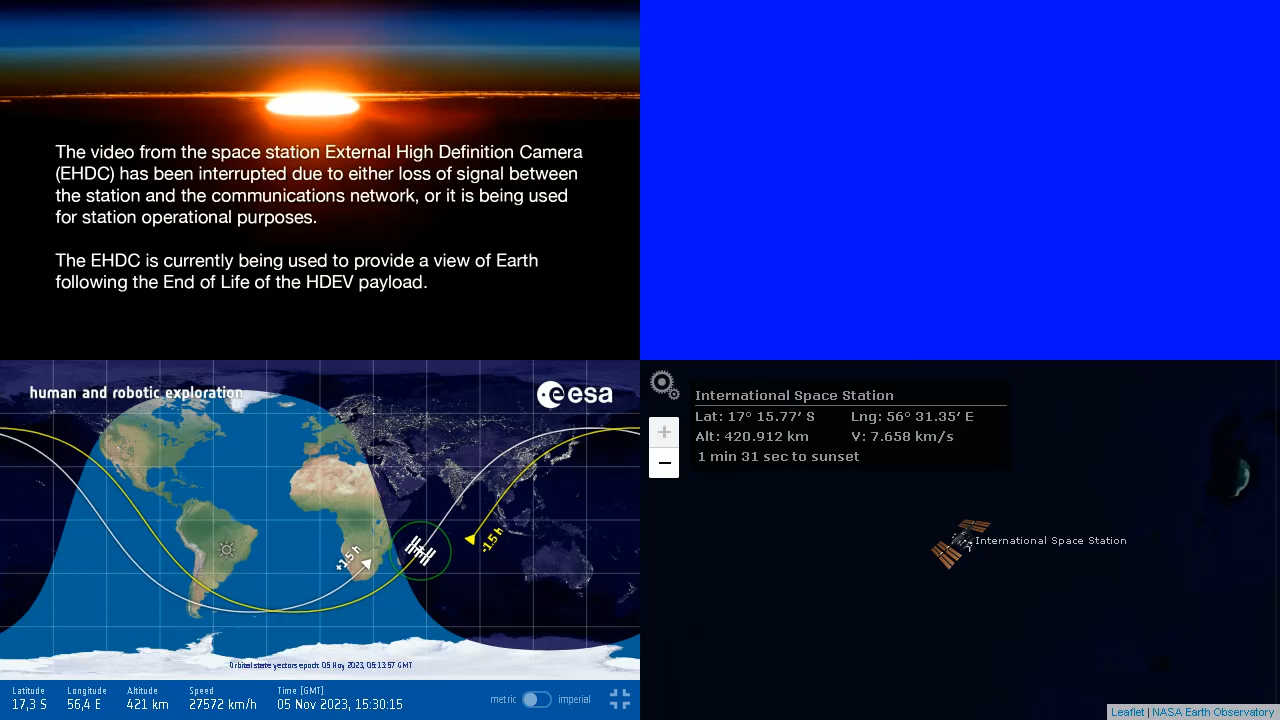 The video from the space station External High Definition Camera
(EHDC) has been interrupted due to either loss of signal between
the station and the communications network, or it is being used
for station operational purposes.
The EHDC is currently being used to provide a view of Earth
following the End of Life of the HDEV payload.
human and robotic exploration
esa
+1.5 h
-1.5 h
Orbital state vectors epoch: 05 Nov 2023, 05:13:57 GMT
Latitude Longitude Altitude Speed Time [GMT]
17,3 S 56,4 E 421 km 27572 km/h 05 Nov 2023, 15:30:15
metric imperial
International Space Station
Lat: 17° 15.77′ S Lng: 56° 31.35′ E
Alt: 420.912 km V: 7.658 km/s
1 min 31 sec to sunset
+
−
International Space Station
Leaflet | NASA Earth Observatory